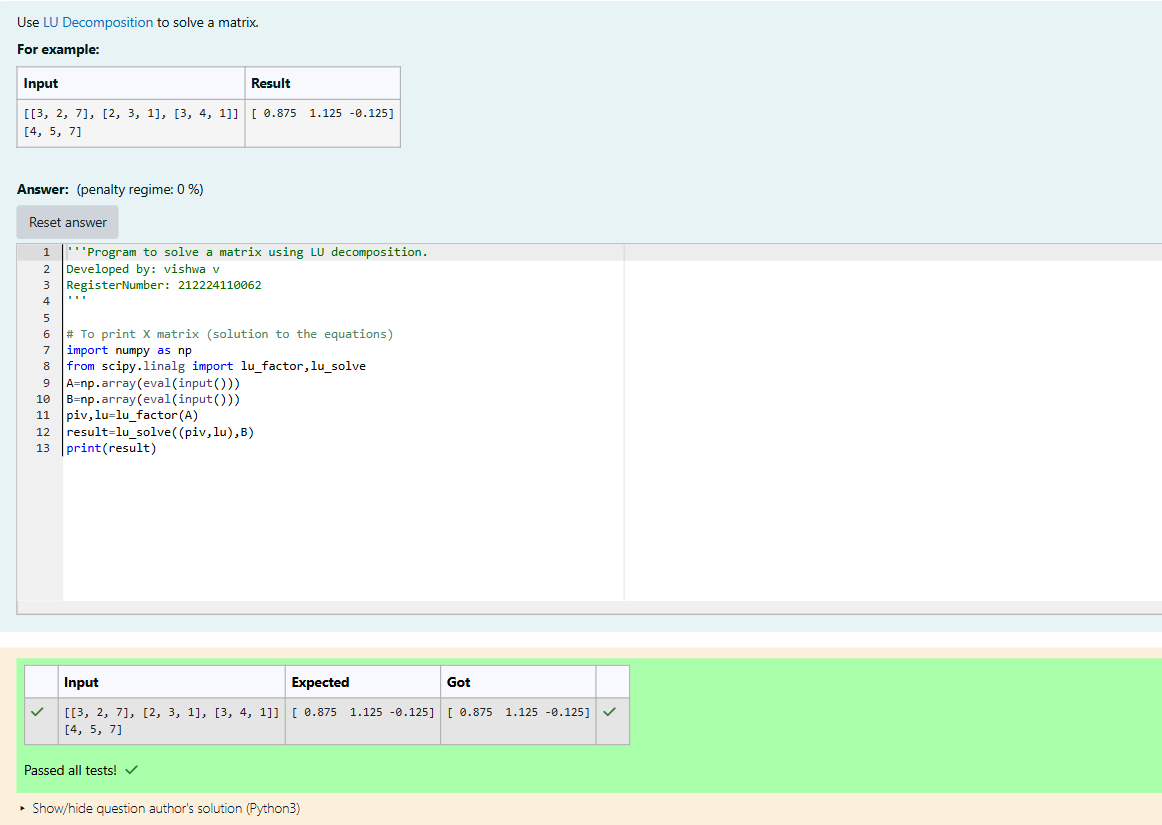 Use LU Decomposition to solve a matrix.
For example:
Input Result
[[3, 2, 7], [2, 3, 1], [3, 4, 1]] [ 0.875  1.125 -0.125]
[4, 5, 7]
Answer: (penalty regime: 0 %)
Reset answer
1 '''Program to solve a matrix using LU decomposition.
2 Developed by: vishwa v
3 RegisterNumber: 212224110062
4 '''
5
6 # To print X matrix (solution to the equations)
7 import numpy as np
8 from scipy.linalg import lu_factor,lu_solve
9 A=np.array(eval(input()))
10 B=np.array(eval(input()))
11 piv,lu=lu_factor(A)
12 result=lu_solve((piv,lu),B)
13 print(result)
Input Expected Got
✓ [[3, 2, 7], [2, 3, 1], [3, 4, 1]] [ 0.875  1.125 -0.125] [ 0.875  1.125 -0.125] ✓
[4, 5, 7]
Passed all tests! ✓
▸ Show/hide question author's solution (Python3)